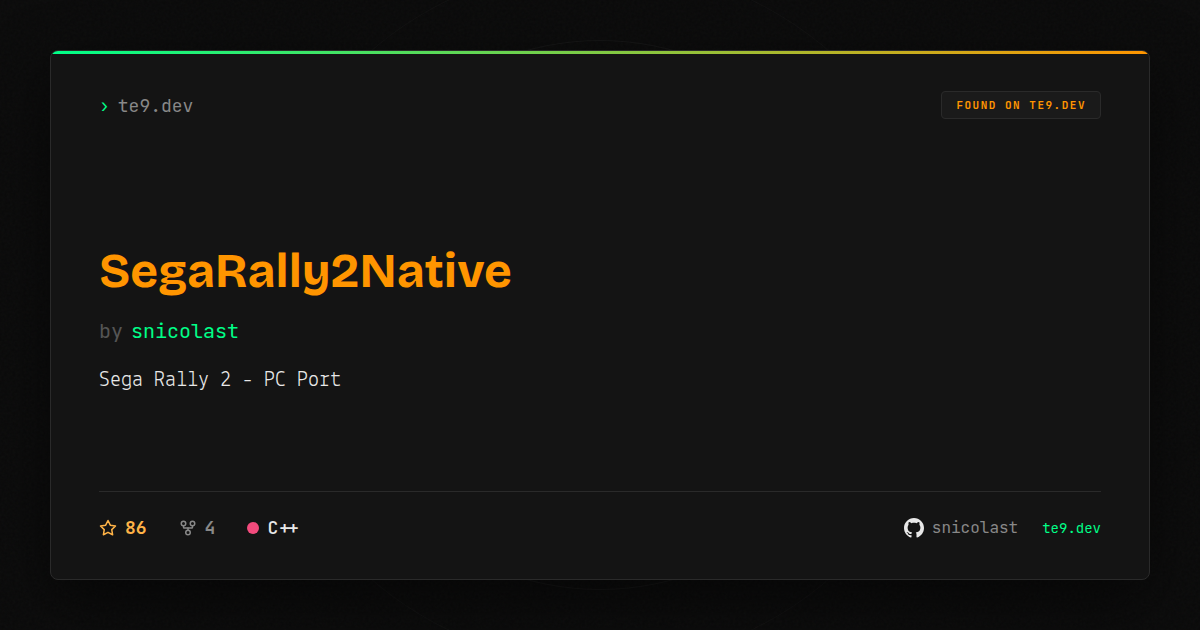 › te9.dev
FOUND ON TE9.DEV
SegaRally2Native
by snicolast
Sega Rally 2 - PC Port
86 4 C++
snicolast te9.dev